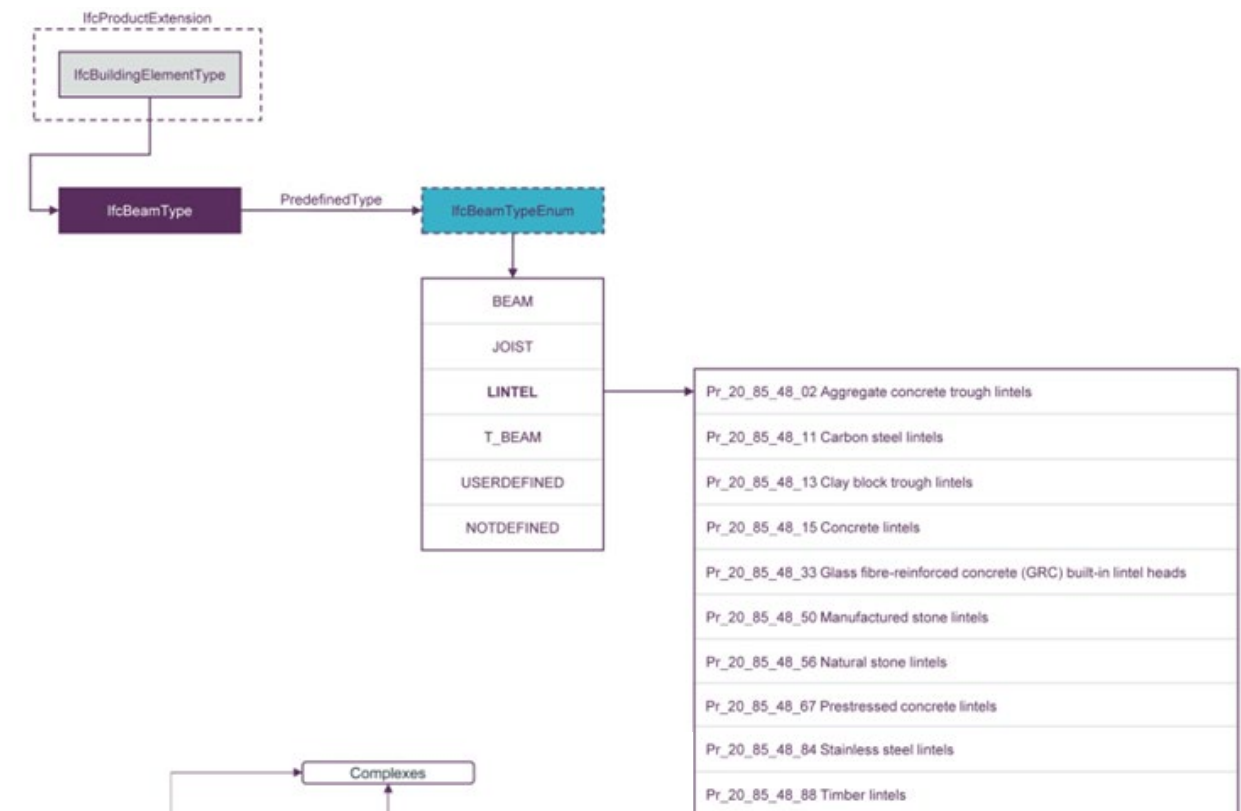 IfcProductExtension
IfcBuildingElementType
IfcBeamType
PredefinedType
IfcBeamTypeEnum
BEAM
JOIST
LINTEL
T_BEAM
USERDEFINED
NOTDEFINED
Pr_20_85_48_02 Aggregate concrete trough lintels
Pr_20_85_48_11 Carbon steel lintels
Pr_20_85_48_13 Clay block trough lintels
Pr_20_85_48_15 Concrete lintels
Pr_20_85_48_33 Glass fibre-reinforced concrete (GRC) built-in lintel heads
Pr_20_85_48_50 Manufactured stone lintels
Pr_20_85_48_56 Natural stone lintels
Pr_20_85_48_67 Prestressed concrete lintels
Pr_20_85_48_84 Stainless steel lintels
Pr_20_85_48_88 Timber lintels
Complexes